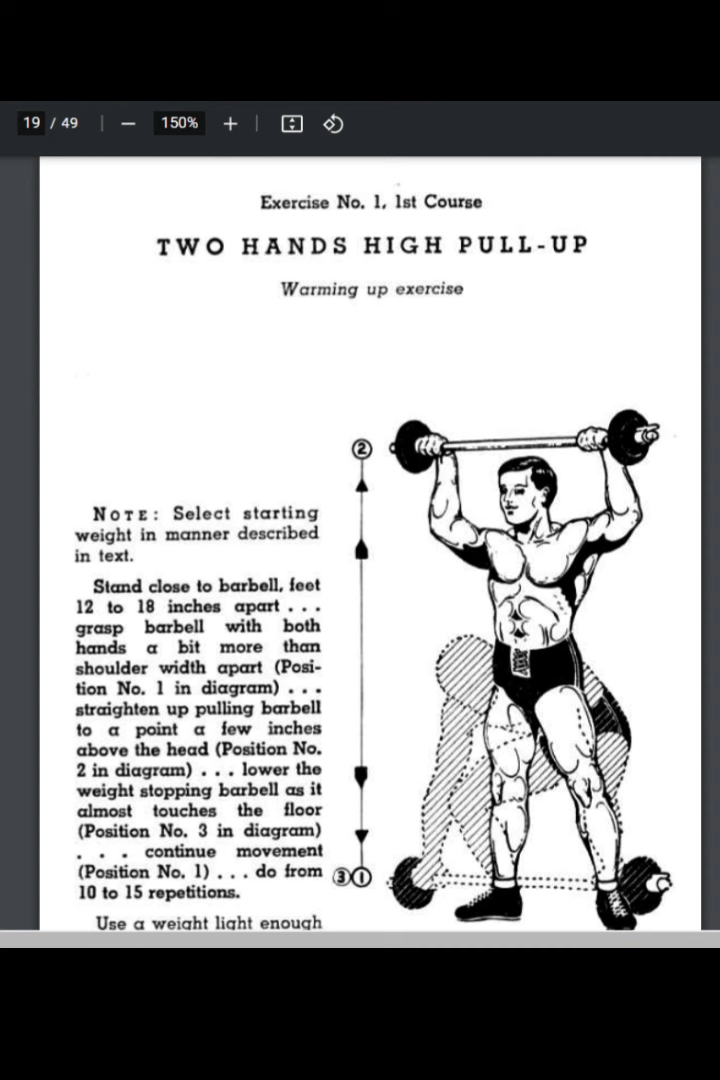 19 / 49 150%
Exercise No. 1, 1st Course
TWO HANDS HIGH PULL-UP
Warming up exercise
NOTE: Select starting
weight in manner described
in text.
Stand close to barbell, feet
12 to 18 inches apart . . .
grasp barbell with both
hands a bit more than
shoulder width apart (Posi-
tion No. 1 in diagram) . . .
straighten up pulling barbell
to a point a few inches
above the head (Position No.
2 in diagram) . . . lower the
weight stopping barbell as it
almost touches the floor
(Position No. 3 in diagram)
. . . continue movement
(Position No. 1) . . . do from
10 to 15 repetitions.
Use a weight light enough
2
3 1